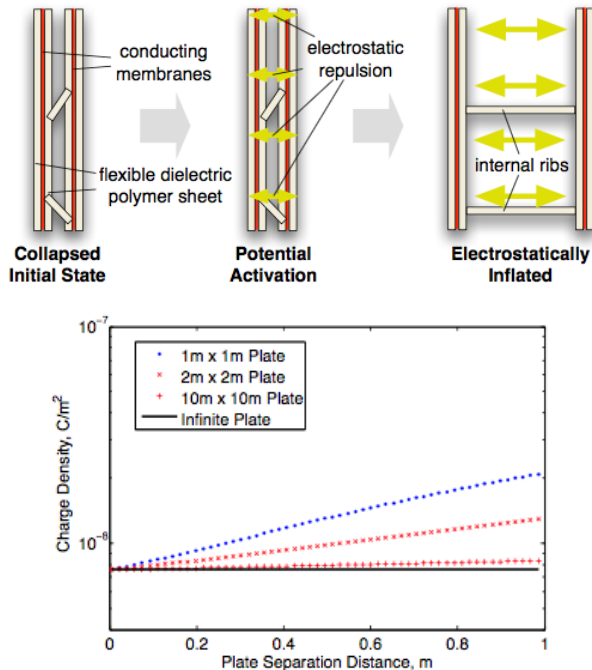 conducting
membranes
electrostatic
repulsion
flexible dielectric
polymer sheet
internal ribs
Collapsed
Initial State
Potential
Activation
Electrostatically
Inflated
10^-7
1m x 1m Plate
2m x 2m Plate
10m x 10m Plate
Infinite Plate
Charge Density, C/m^2
10^-8
0 0.2 0.4 0.6 0.8 1
Plate Separation Distance, m